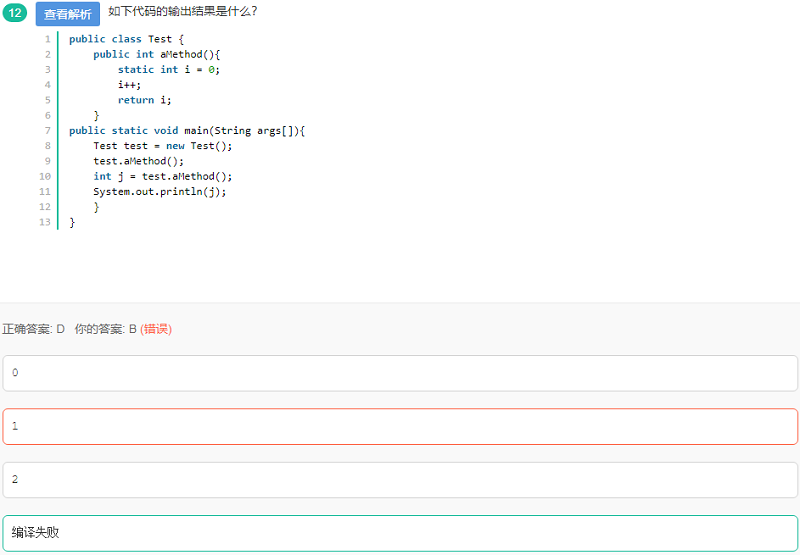 12 查看解析 如下代码的输出结果是什么?
1 public class Test {
2 public int aMethod(){
3 static int i = 0;
4 i++;
5 return i;
6 }
7 public static void main(String args[]){
8 Test test = new Test();
9 test.aMethod();
10 int j = test.aMethod();
11 System.out.println(j);
12 }
13 }
正确答案: D 你的答案: B (错误)
0
1
2
编译失败